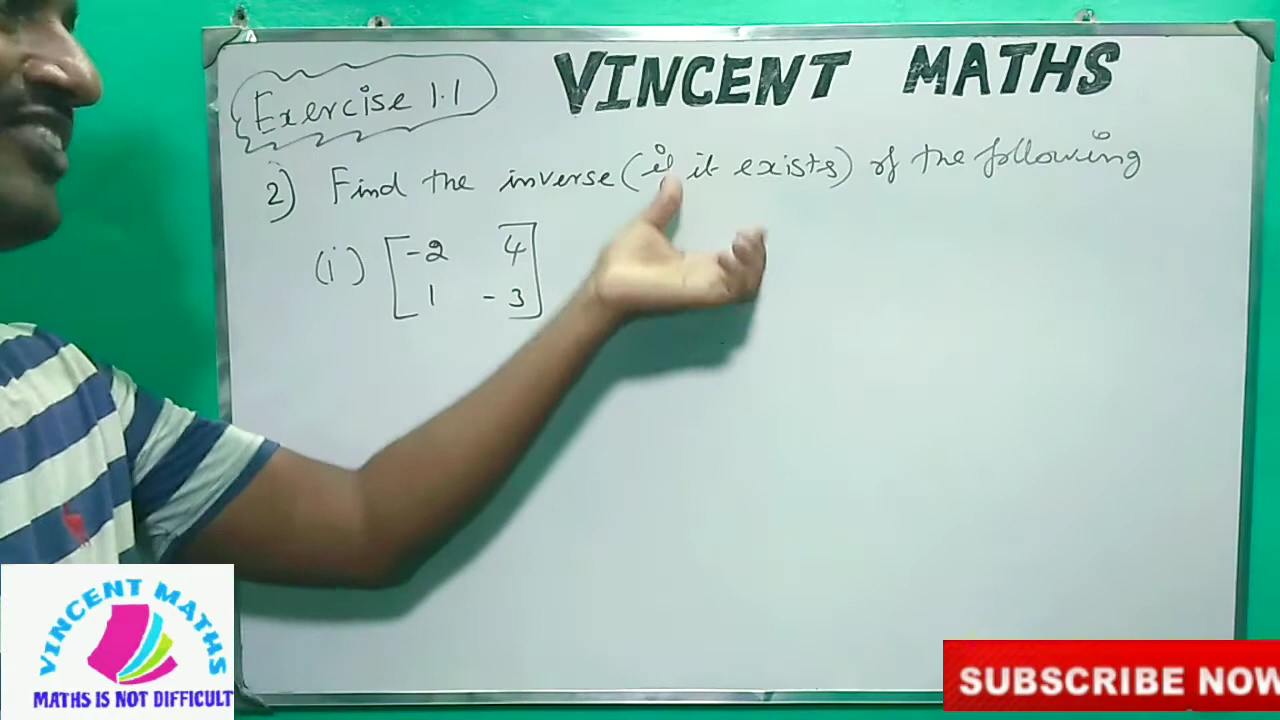 VINCENT MATHS
Exercise 1.1
2) Find the inverse (if it exists) of the following
(i) [-2 4
1 -3]
VINCENT MATHS
MATHS IS NOT DIFFICULT
SUBSCRIBE NOW